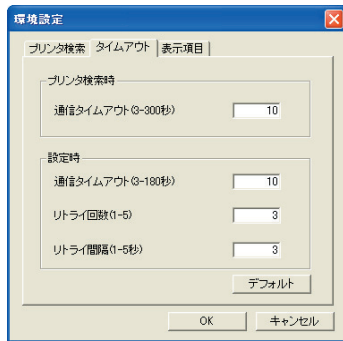 環境設定
プリンタ検索 タイムアウト 表示項目
プリンタ検索時
通信タイムアウト(3-300秒) 10
設定時
通信タイムアウト(3-180秒) 10
リトライ回数(1-5) 3
リトライ間隔(1-5秒) 3
デフォルト
OK キャンセル